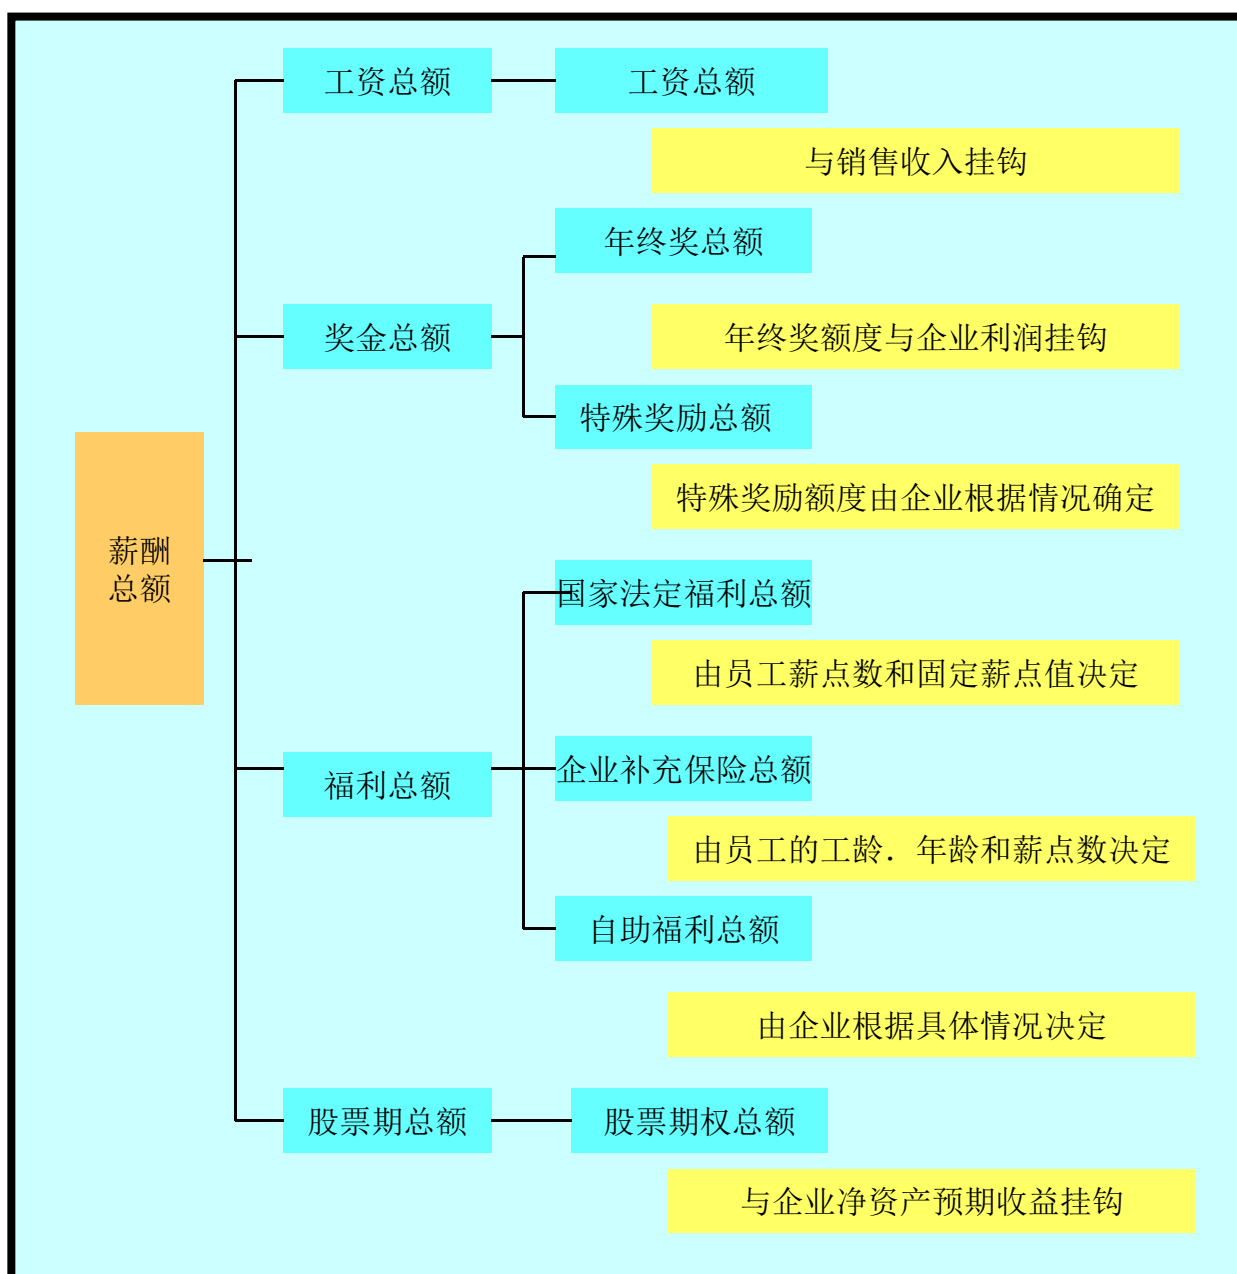 工资总额
工资总额
与销售收入挂钩
年终奖总额
奖金总额
年终奖额度与企业利润挂钩
特殊奖励总额
特殊奖励额度由企业根据情况确定
薪酬
总额
国家法定福利总额
由员工薪点数和固定薪点值决定
福利总额
企业补充保险总额
由员工的工龄．年龄和薪点数决定
自助福利总额
由企业根据具体情况决定
股票期总额
股票期权总额
与企业净资产预期收益挂钩